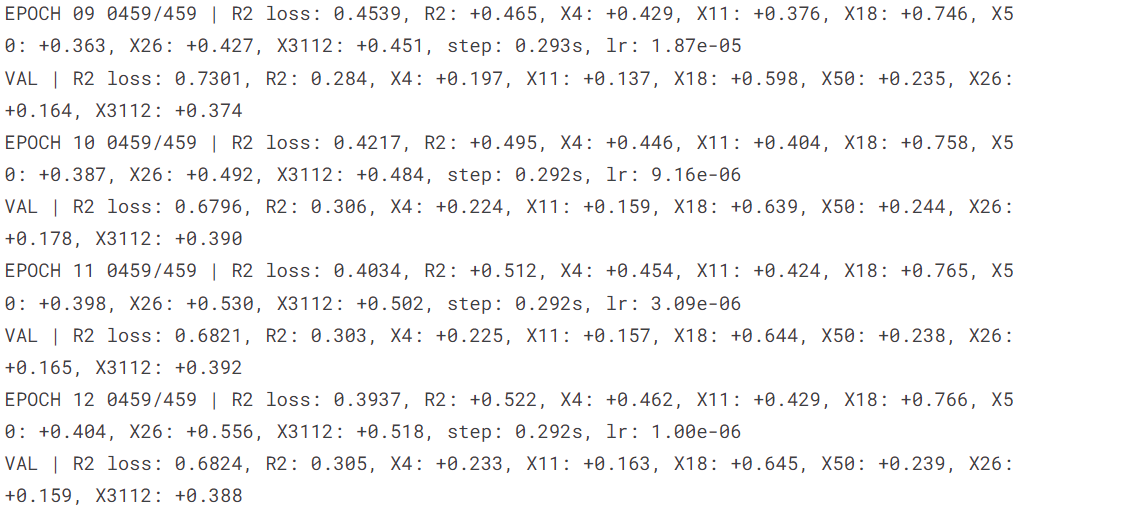 EPOCH 09 0459/459 | R2 loss: 0.4539, R2: +0.465, X4: +0.429, X11: +0.376, X18: +0.746, X5
0: +0.363, X26: +0.427, X3112: +0.451, step: 0.293s, lr: 1.87e-05
VAL | R2 loss: 0.7301, R2: 0.284, X4: +0.197, X11: +0.137, X18: +0.598, X50: +0.235, X26:
+0.164, X3112: +0.374
EPOCH 10 0459/459 | R2 loss: 0.4217, R2: +0.495, X4: +0.446, X11: +0.404, X18: +0.758, X5
0: +0.387, X26: +0.492, X3112: +0.484, step: 0.292s, lr: 9.16e-06
VAL | R2 loss: 0.6796, R2: 0.306, X4: +0.224, X11: +0.159, X18: +0.639, X50: +0.244, X26:
+0.178, X3112: +0.390
EPOCH 11 0459/459 | R2 loss: 0.4034, R2: +0.512, X4: +0.454, X11: +0.424, X18: +0.765, X5
0: +0.398, X26: +0.530, X3112: +0.502, step: 0.292s, lr: 3.09e-06
VAL | R2 loss: 0.6821, R2: 0.303, X4: +0.225, X11: +0.157, X18: +0.644, X50: +0.238, X26:
+0.165, X3112: +0.392
EPOCH 12 0459/459 | R2 loss: 0.3937, R2: +0.522, X4: +0.462, X11: +0.429, X18: +0.766, X5
0: +0.404, X26: +0.556, X3112: +0.518, step: 0.292s, lr: 1.00e-06
VAL | R2 loss: 0.6824, R2: 0.305, X4: +0.233, X11: +0.163, X18: +0.645, X50: +0.239, X26:
+0.159, X3112: +0.388